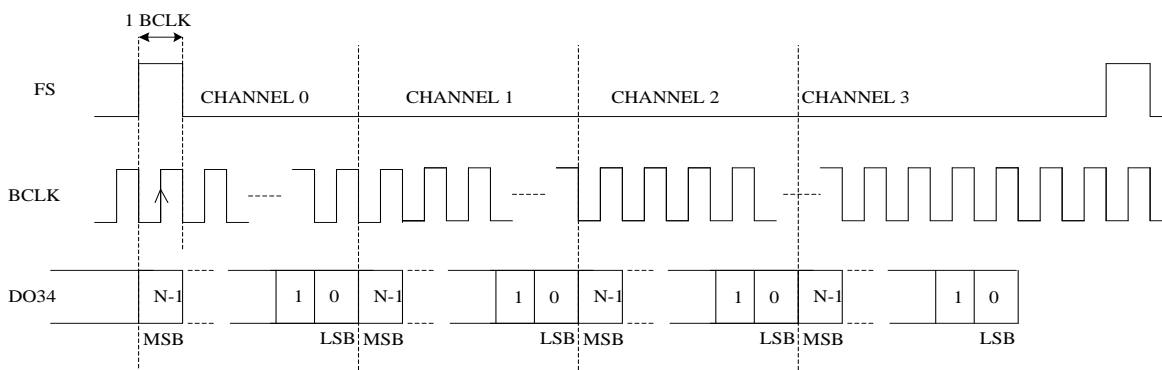 1 BCLK
FS
CHANNEL 0 CHANNEL 1 CHANNEL 2 CHANNEL 3
BCLK
DO34
N-1 1 0 N-1 1 0 N-1 1 0 N-1 1 0
MSB LSB MSB LSB MSB LSB MSB LSB